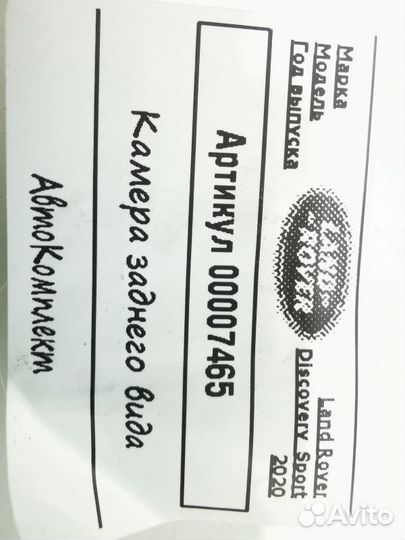 Марка Land Rover
Модель Discovery Sport
Год выпуска 2020
LAND-
-ROVER
Артикул 00007465
Камера заднего вида
АвтоКомплект
Avito